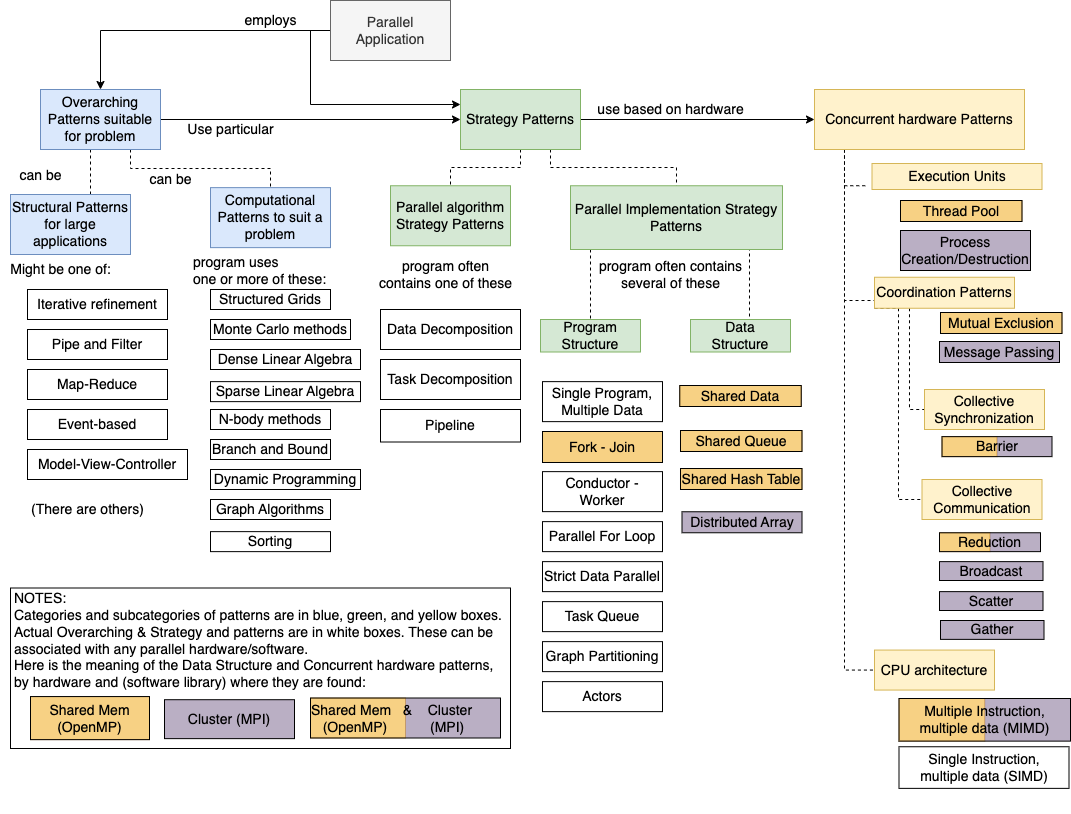 employs
Parallel
Application
Overarching
Patterns suitable
for problem
Use particular
Strategy Patterns
use based on hardware
Concurrent hardware Patterns
can be
can be
Structural Patterns
for large
applications
Might be one of:
Iterative refinement
Pipe and Filter
Map-Reduce
Event-based
Model-View-Controller
(There are others)
Computational
Patterns to suit a
problem
program uses
one or more of these:
Structured Grids
Monte Carlo methods
Dense Linear Algebra
Sparse Linear Algebra
N-body methods
Branch and Bound
Dynamic Programming
Graph Algorithms
Sorting
Parallel algorithm
Strategy Patterns
program often
contains one of these
Data Decomposition
Task Decomposition
Pipeline
Parallel Implementation Strategy
Patterns
program often contains
several of these
Program
Structure
Single Program,
Multiple Data
Fork - Join
Conductor -
Worker
Parallel For Loop
Strict Data Parallel
Task Queue
Graph Partitioning
Actors
Data
Structure
Shared Data
Shared Queue
Shared Hash Table
Distributed Array
Execution Units
Thread Pool
Process
Creation/Destruction
Coordination Patterns
Mutual Exclusion
Message Passing
Collective
Synchronization
Barrier
Collective
Communication
Reduction
Broadcast
Scatter
Gather
CPU architecture
Multiple Instruction,
multiple data (MIMD)
Single Instruction,
multiple data (SIMD)
NOTES:
Categories and subcategories of patterns are in blue, green, and yellow boxes.
Actual Overarching & Strategy and patterns are in white boxes. These can be
associated with any parallel hardware/software.
Here is the meaning of the Data Structure and Concurrent hardware patterns,
by hardware and (software library) where they are found:
Shared Mem
(OpenMP)
Cluster (MPI)
Shared Mem & Cluster
(OpenMP) (MPI)